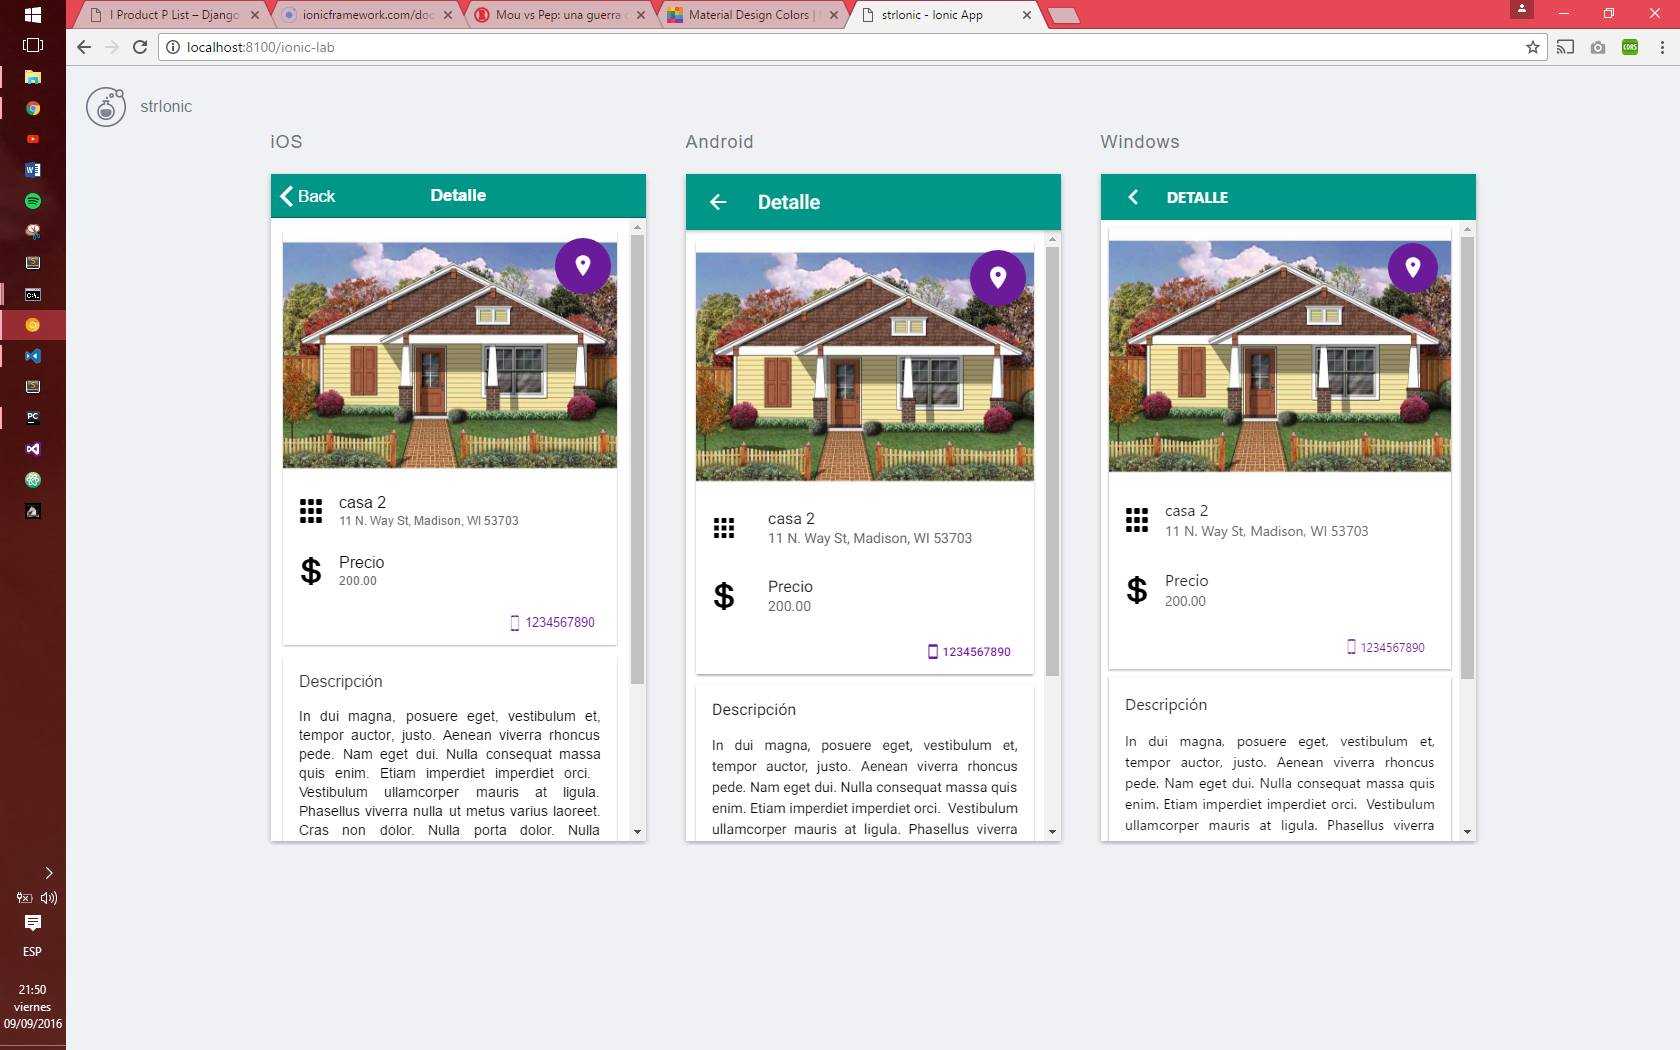 I Product P List – Django
ionicframework.com/doc
Mou vs Pep: una guerra
Material Design Colors |
strIonic - Ionic App
localhost:8100/ionic-lab
CORS
strIonic
iOS
Android
Windows
Back
Detalle
casa 2
11 N. Way St, Madison, WI 53703
Precio
200.00
1234567890
Descripción
In dui magna, posuere eget, vestibulum et,
tempor auctor, justo. Aenean viverra rhoncus
pede. Nam eget dui. Nulla consequat massa
quis enim. Etiam imperdiet imperdiet orci.
Vestibulum ullamcorper mauris at ligula.
Phasellus viverra nulla ut metus varius laoreet.
Cras non dolor. Nulla porta dolor. Nulla
Detalle
casa 2
11 N. Way St, Madison, WI 53703
Precio
200.00
1234567890
Descripción
In dui magna, posuere eget, vestibulum et,
tempor auctor, justo. Aenean viverra rhoncus
pede. Nam eget dui. Nulla consequat massa quis
enim. Etiam imperdiet imperdiet orci. Vestibulum
ullamcorper mauris at ligula. Phasellus viverra
DETALLE
casa 2
11 N. Way St, Madison, WI 53703
Precio
200.00
1234567890
Descripción
In dui magna, posuere eget, vestibulum et,
tempor auctor, justo. Aenean viverra rhoncus
pede. Nam eget dui. Nulla consequat massa quis
enim. Etiam imperdiet imperdiet orci. Vestibulum
ullamcorper mauris at ligula. Phasellus viverra
C:\.
PC
ESP
21:50
viernes
09/09/2016